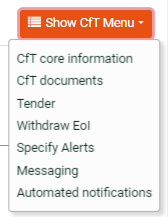 Show CfT Menu
CfT core information
CfT documents
Tender
Withdraw EoI
Specify Alerts
Messaging
Automated notifications